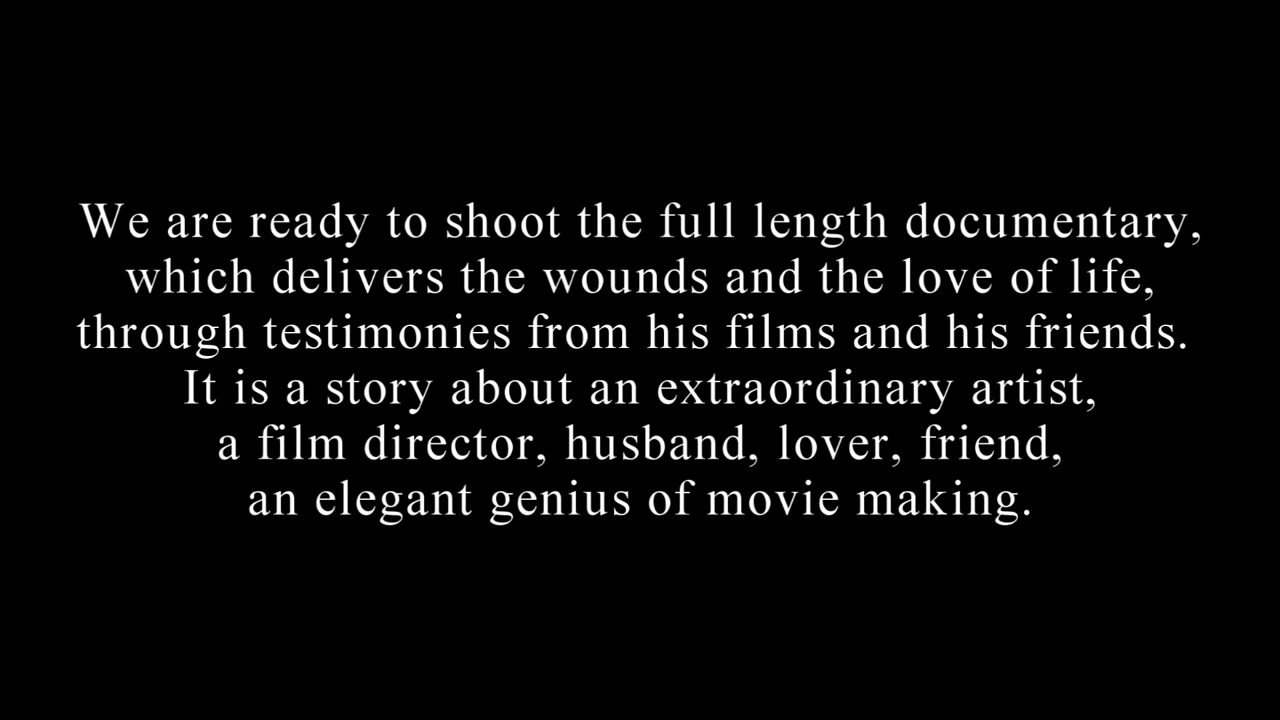 We are ready to shoot the full length documentary,
which delivers the wounds and the love of life,
through testimonies from his films and his friends.
It is a story about an extraordinary artist,
a film director, husband, lover, friend,
an elegant genius of movie making.